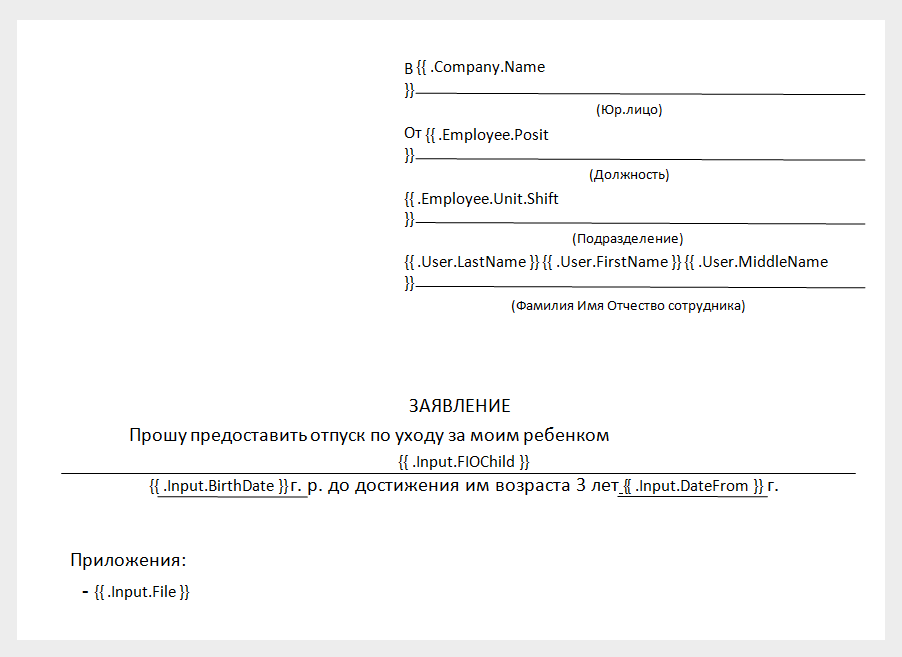 В {{ .Company.Name
}}
(Юр.лицо)
От {{ .Employee.Posit
}}
(Должность)
{{ .Employee.Unit.Shift
}}
(Подразделение)
{{ .User.LastName }} {{ .User.FirstName }} {{ .User.MiddleName
}}
(Фамилия Имя Отчество сотрудника)
ЗАЯВЛЕНИЕ
Прошу предоставить отпуск по уходу за моим ребенком
{{ .Input.FIOChild }}
{{ .Input.BirthDate }} г. р. до достижения им возраста 3 лет {{ .Input.DateFrom }} г.
Приложения:
- {{ .Input.File }}